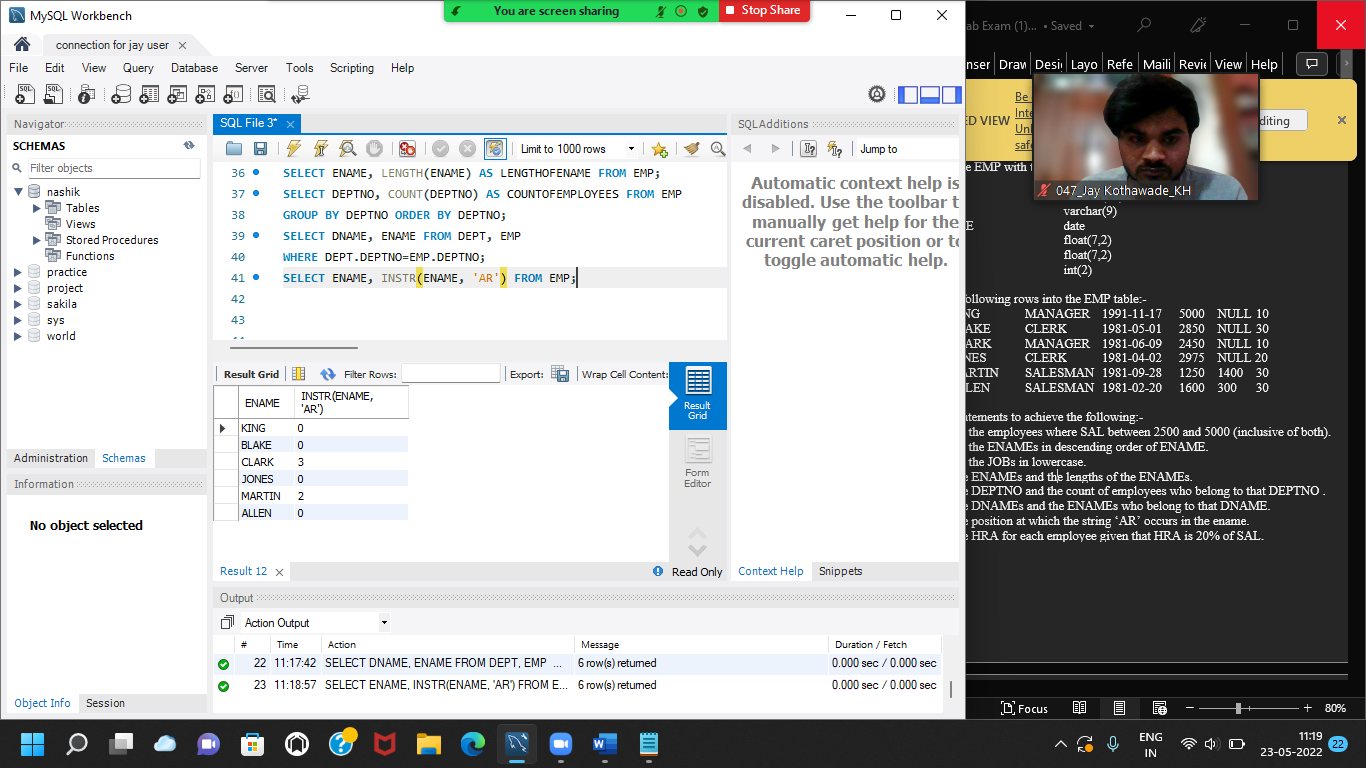 MySQL Workbench
You are screen sharing
Stop Share
connection for jay user
File Edit View Query Database Server Tools Scripting Help
Navigator
SCHEMAS
Filter objects
nashik
Tables
Views
Stored Procedures
Functions
practice
project
sakila
sys
world
Administration Schemas
Information
No object selected
Object Info Session
SQL File 3*
Limit to 1000 rows
36 SELECT ENAME, LENGTH(ENAME) AS LENGTHOFENAME FROM EMP;
37 SELECT DEPTNO, COUNT(DEPTNO) AS COUNTOFEMPLOYEES FROM EMP
38 GROUP BY DEPTNO ORDER BY DEPTNO;
39 SELECT DNAME, ENAME FROM DEPT, EMP
40 WHERE DEPT.DEPTNO=EMP.DEPTNO;
41 SELECT ENAME, INSTR(ENAME, 'AR') FROM EMP;
42
43
Result Grid Filter Rows: Export: Wrap Cell Content:
ENAME INSTR(ENAME,
'AR')
KING 0
BLAKE 0
CLARK 3
JONES 0
MARTIN 2
ALLEN 0
Result
Grid
Form
Editor
Result 12
Read Only
SQLAdditions
Jump to
Automatic context help is
disabled. Use the toolbar t
manually get help for the
current caret position or to
toggle automatic help.
Context Help Snippets
Output
Action Output
# Time Action Message Duration / Fetch
22 11:17:42 SELECT DNAME, ENAME FROM DEPT, EMP ... 6 row(s) returned 0.000 sec / 0.000 sec
23 11:18:57 SELECT ENAME, INSTR(ENAME, 'AR') FROM E... 6 row(s) returned 0.000 sec / 0.000 sec
ab Exam (1)... • Saved
nser Draw Desi Layo Refe Maili Revie View Help
ED VIEW
Be
Inte
Unl
safe
diting
e EMP with t
047_Jay Kothawade_KH
varchar(9)
E date
float(7,2)
float(7,2)
int(2)
ollowing rows into the EMP table:-
NG MANAGER 1991-11-17 5000 NULL 10
AKE CLERK 1981-05-01 2850 NULL 30
ARK MANAGER 1981-06-09 2450 NULL 10
NES CLERK 1981-04-02 2975 NULL 20
ARTIN SALESMAN 1981-09-28 1250 1400 30
LEN SALESMAN 1981-02-20 1600 300 30
atements to achieve the following:-
the employees where SAL between 2500 and 5000 (inclusive of both).
the ENAMEs in descending order of ENAME.
the JOBs in lowercase.
e ENAMEs and the lengths of the ENAMEs.
e DEPTNO and the count of employees who belong to that DEPTNO .
e DNAMEs and the ENAMEs who belong to that DNAME.
e position at which the string ‘AR’ occurs in the ename.
e HRA for each employee given that HRA is 20% of SAL.
Focus
80%
ENG
IN
11:19
23-05-2022
22